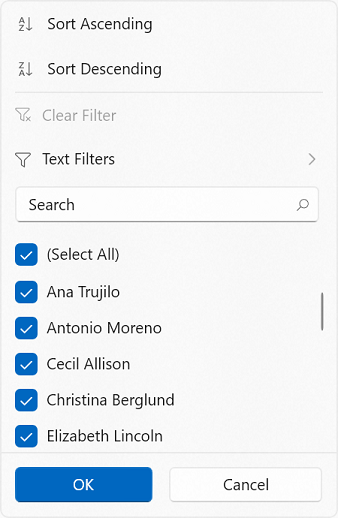 Sort Ascending
Sort Descending
Clear Filter
Text Filters
Search
(Select All)
Ana Trujilo
Antonio Moreno
Cecil Allison
Christina Berglund
Elizabeth Lincoln
OK
Cancel